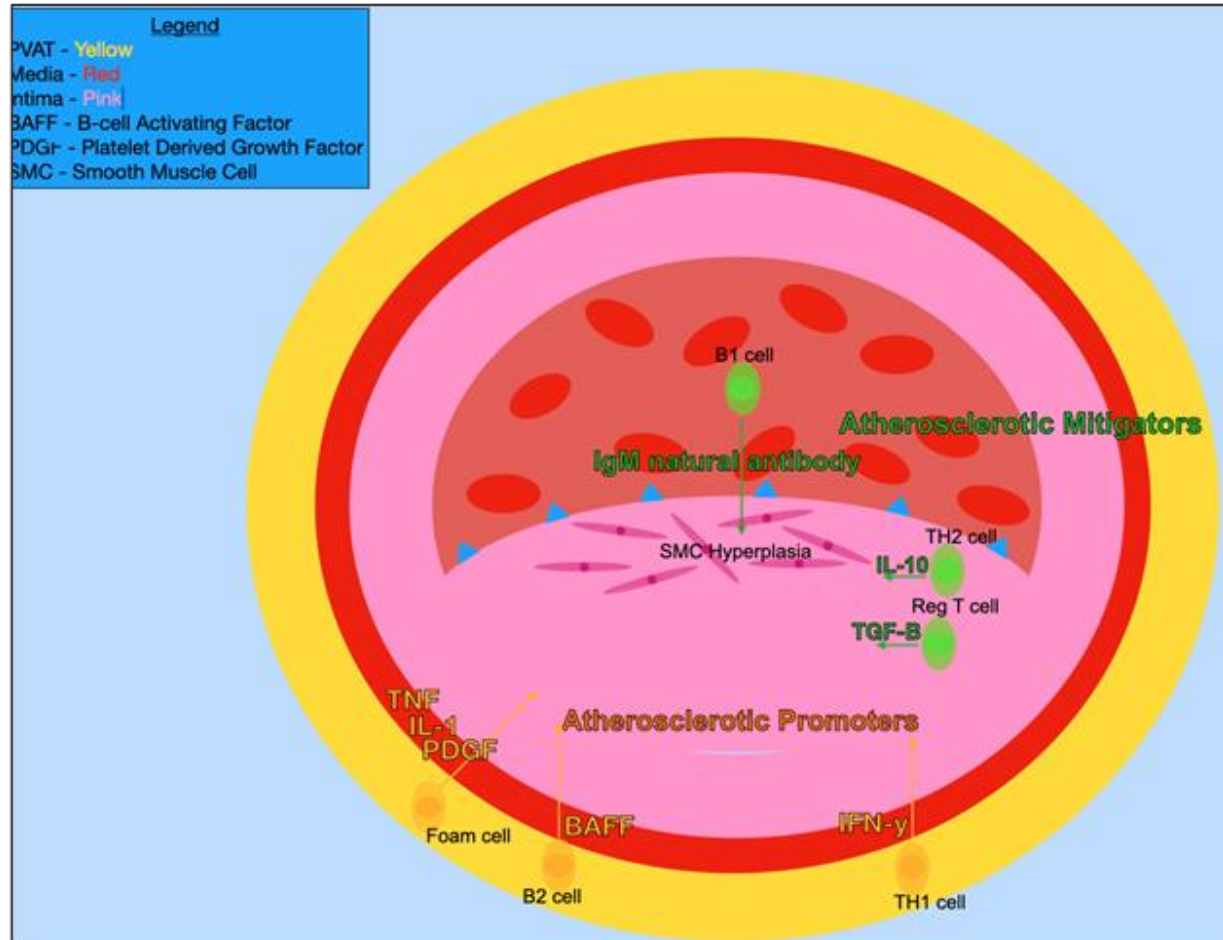 Legend
PVAT - Yellow
Media - Red
ntima - Pink
BAFF - B-cell Activating Factor
PDGF - Platelet Derived Growth Factor
SMC - Smooth Muscle Cell
B1 cell
Atherosclerotic Mitigators
IgM natural antibody
TH2 cell
SMC Hyperplasia
IL-10
Reg T cell
TGF-B
TNF
IL-1
PDGF
Atherosclerotic Promoters
BAFF
IFN-y
Foam cell
B2 cell
TH1 cell